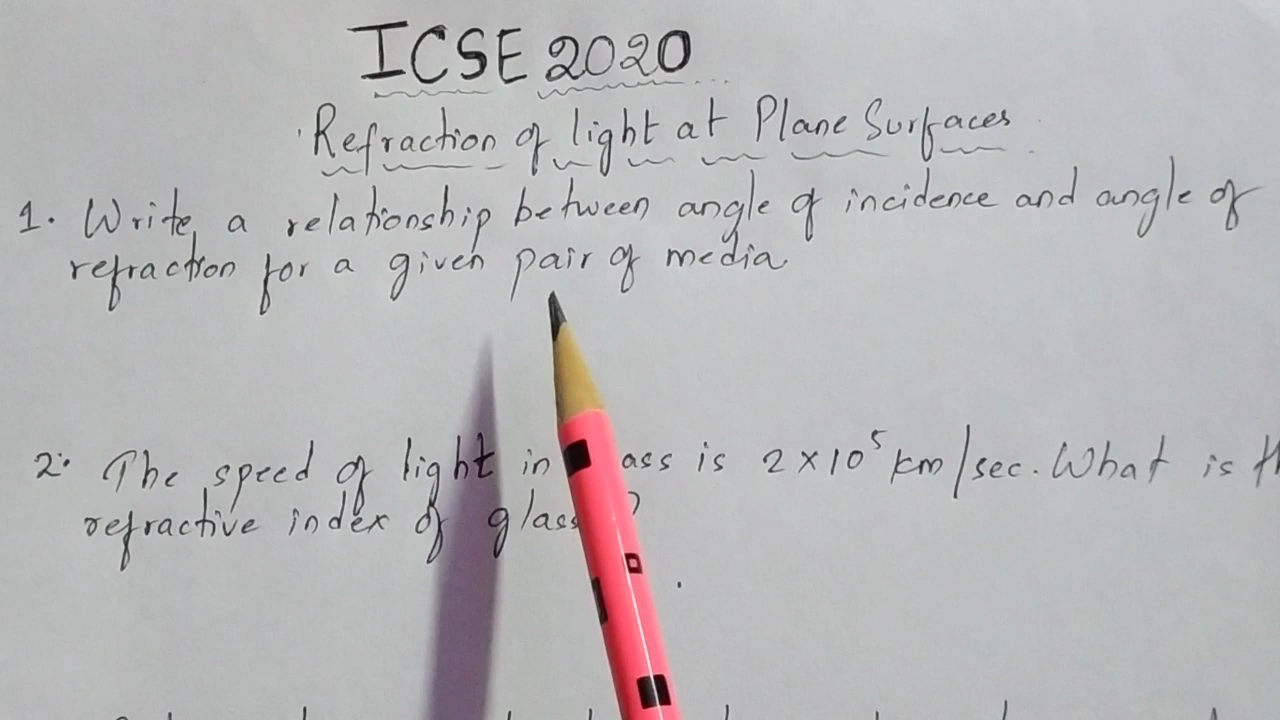 ICSE 2020
Refraction of light at Plane Surfaces
1. Write a relationship between angle of incidence and angle of
refraction for a given pair of media
2. The speed of light in ass is 2×10⁵ km/sec. What is th
refractive index of glass ?